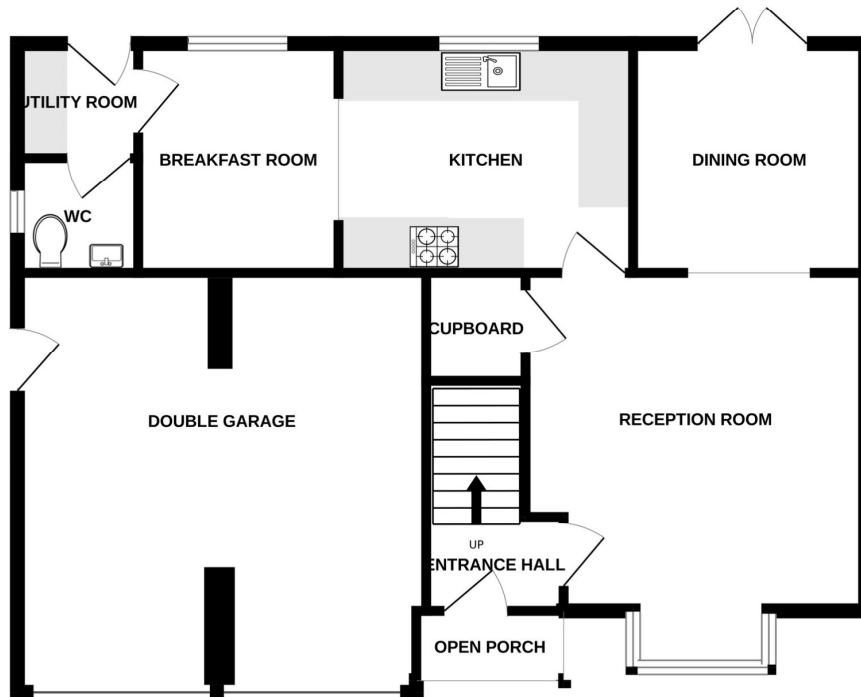 UTILITY ROOM
BREAKFAST ROOM
KITCHEN
DINING ROOM
WC
CUPBOARD
DOUBLE GARAGE
RECEPTION ROOM
UP
ENTRANCE HALL
OPEN PORCH